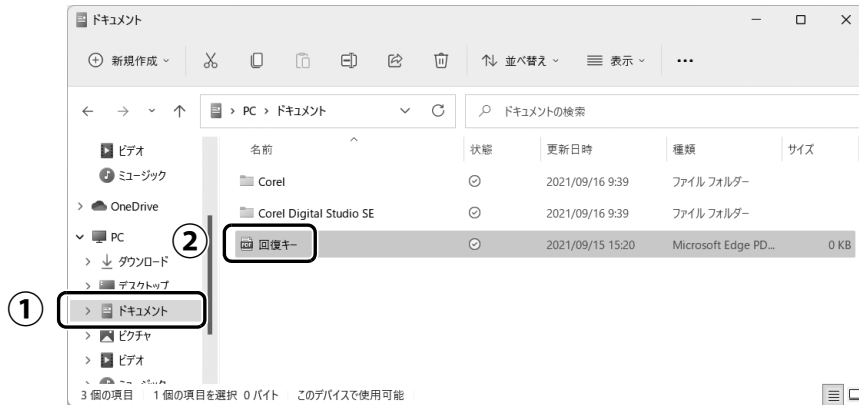 ドキュメント
新規作成
並べ替え
表示
PC > ドキュメント
ドキュメントの検索
ビデオ
ミュージック
OneDrive
PC
ダウンロード
デスクトップ
① ドキュメント
ピクチャ
ビデオ
ミュージック
名前 状態 更新日時 種類 サイズ
Corel 2021/09/16 9:39 ファイル フォルダー
Corel Digital Studio SE 2021/09/16 9:39 ファイル フォルダー
② PDF 回復キー 2021/09/15 15:20 Microsoft Edge PD... 0 KB
3 個の項目 1 個の項目を選択 0 バイト このデバイスで使用可能